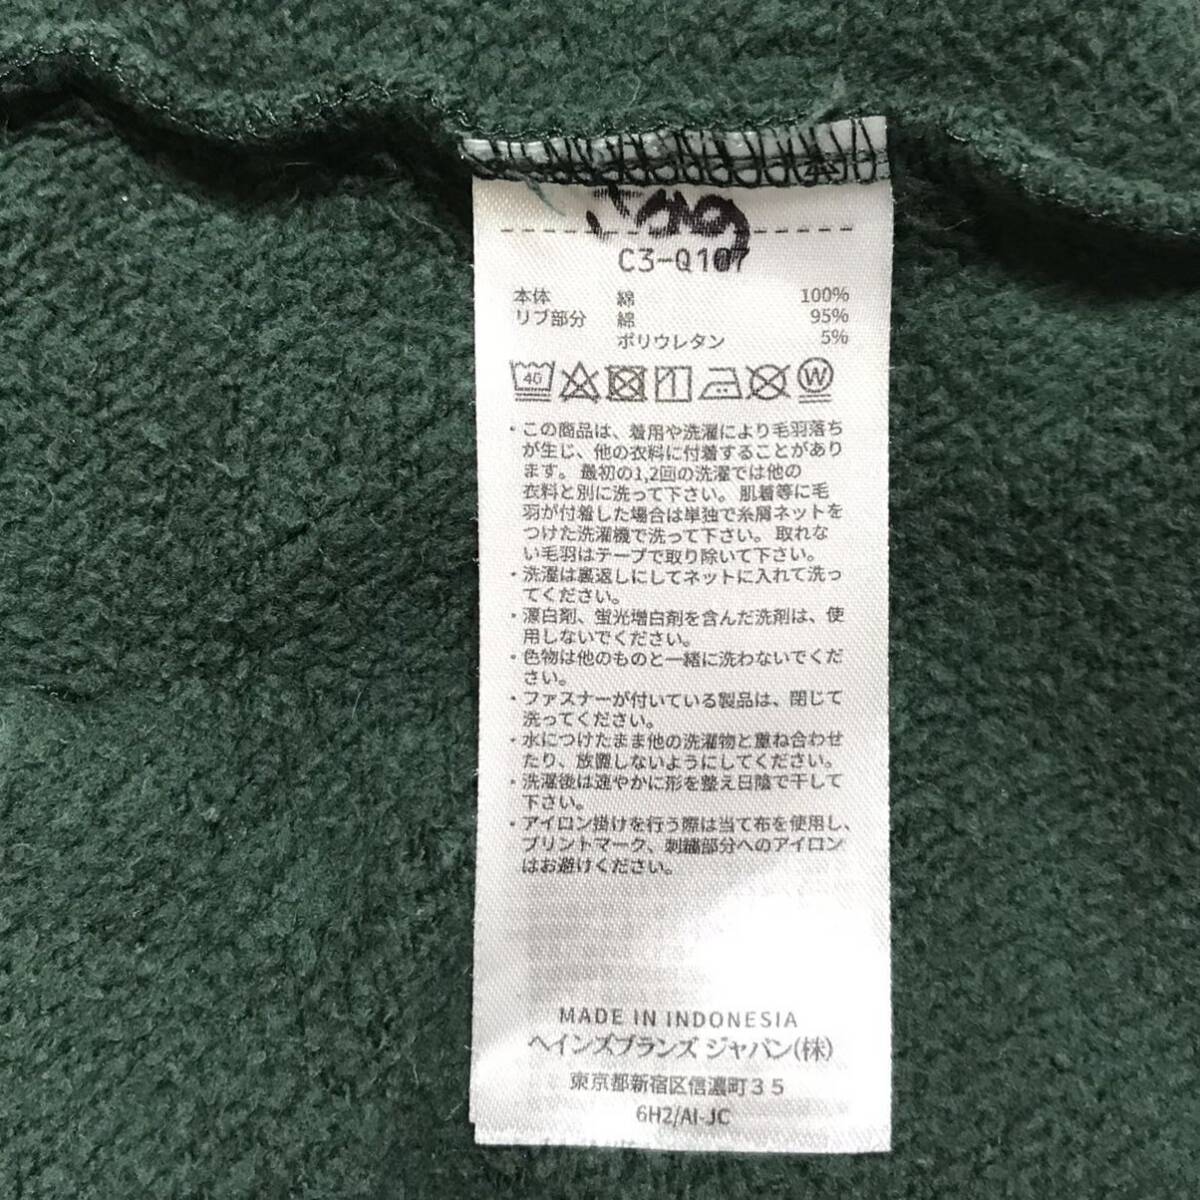 C3-Q107
本体 綿 100%
リブ部分 綿 95%
ポリウレタン 5%
40 W
・この商品は、着用や洗濯により毛羽落ち
が生じ、他の衣料に付着することがあり
ます。 最初の1,2回の洗濯では他の
衣料と別に洗って下さい。 肌着等に毛
羽が付着した場合は単独で糸屑ネットを
つけた洗濯機で洗って下さい。 取れな
い毛羽はテープで取り除いて下さい。
・洗濯は裏返しにしてネットに入れて洗っ
てください。
・漂白剤、蛍光増白剤を含んだ洗剤は、使
用しないでください。
・色物は他のものと一緒に洗わないでくだ
さい。
・ファスナーが付いている製品は、閉じて
洗ってください。
・水につけたまま他の洗濯物と重ね合わせ
たり、放置しないようにしてください。
・洗濯後は速やかに形を整え日陰で干して
下さい。
・アイロン掛けを行う際は当て布を使用し、
プリントマーク、刺繍部分へのアイロン
はお避けください。
MADE IN INDONESIA
ヘインズブランズ ジャパン(株)
東京都新宿区信濃町35
6H2/AI-JC